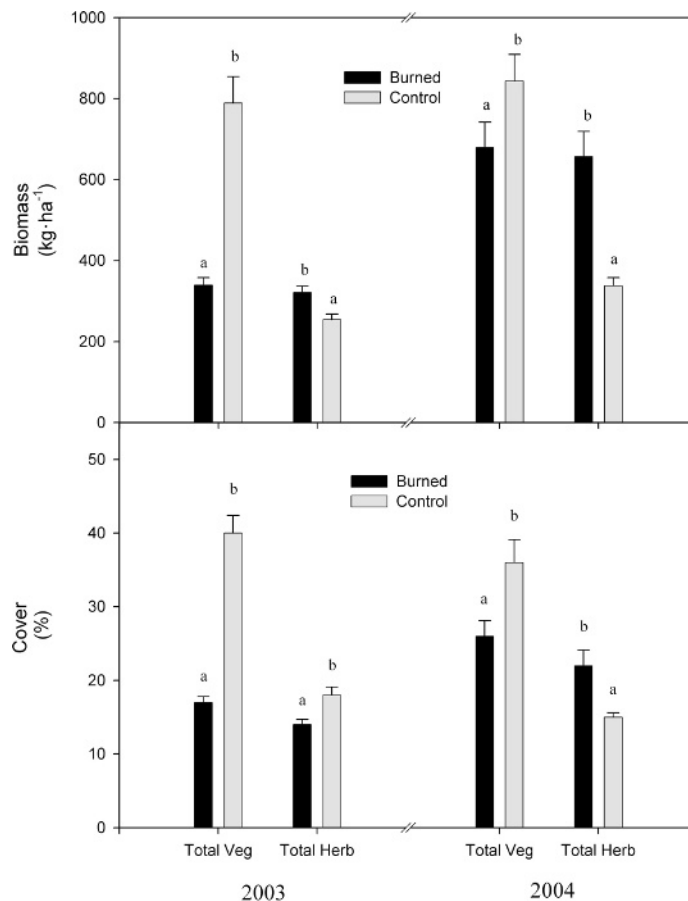 1000
800
600
400
200
0
Biomass
(kg·ha⁻¹)
Burned
Control
a
b
b
a
a
b
b
a
50
40
30
20
10
0
Cover
(%)
Burned
Control
a
b
a
b
a
b
b
a
Total Veg Total Herb Total Veg Total Herb
2003 2004